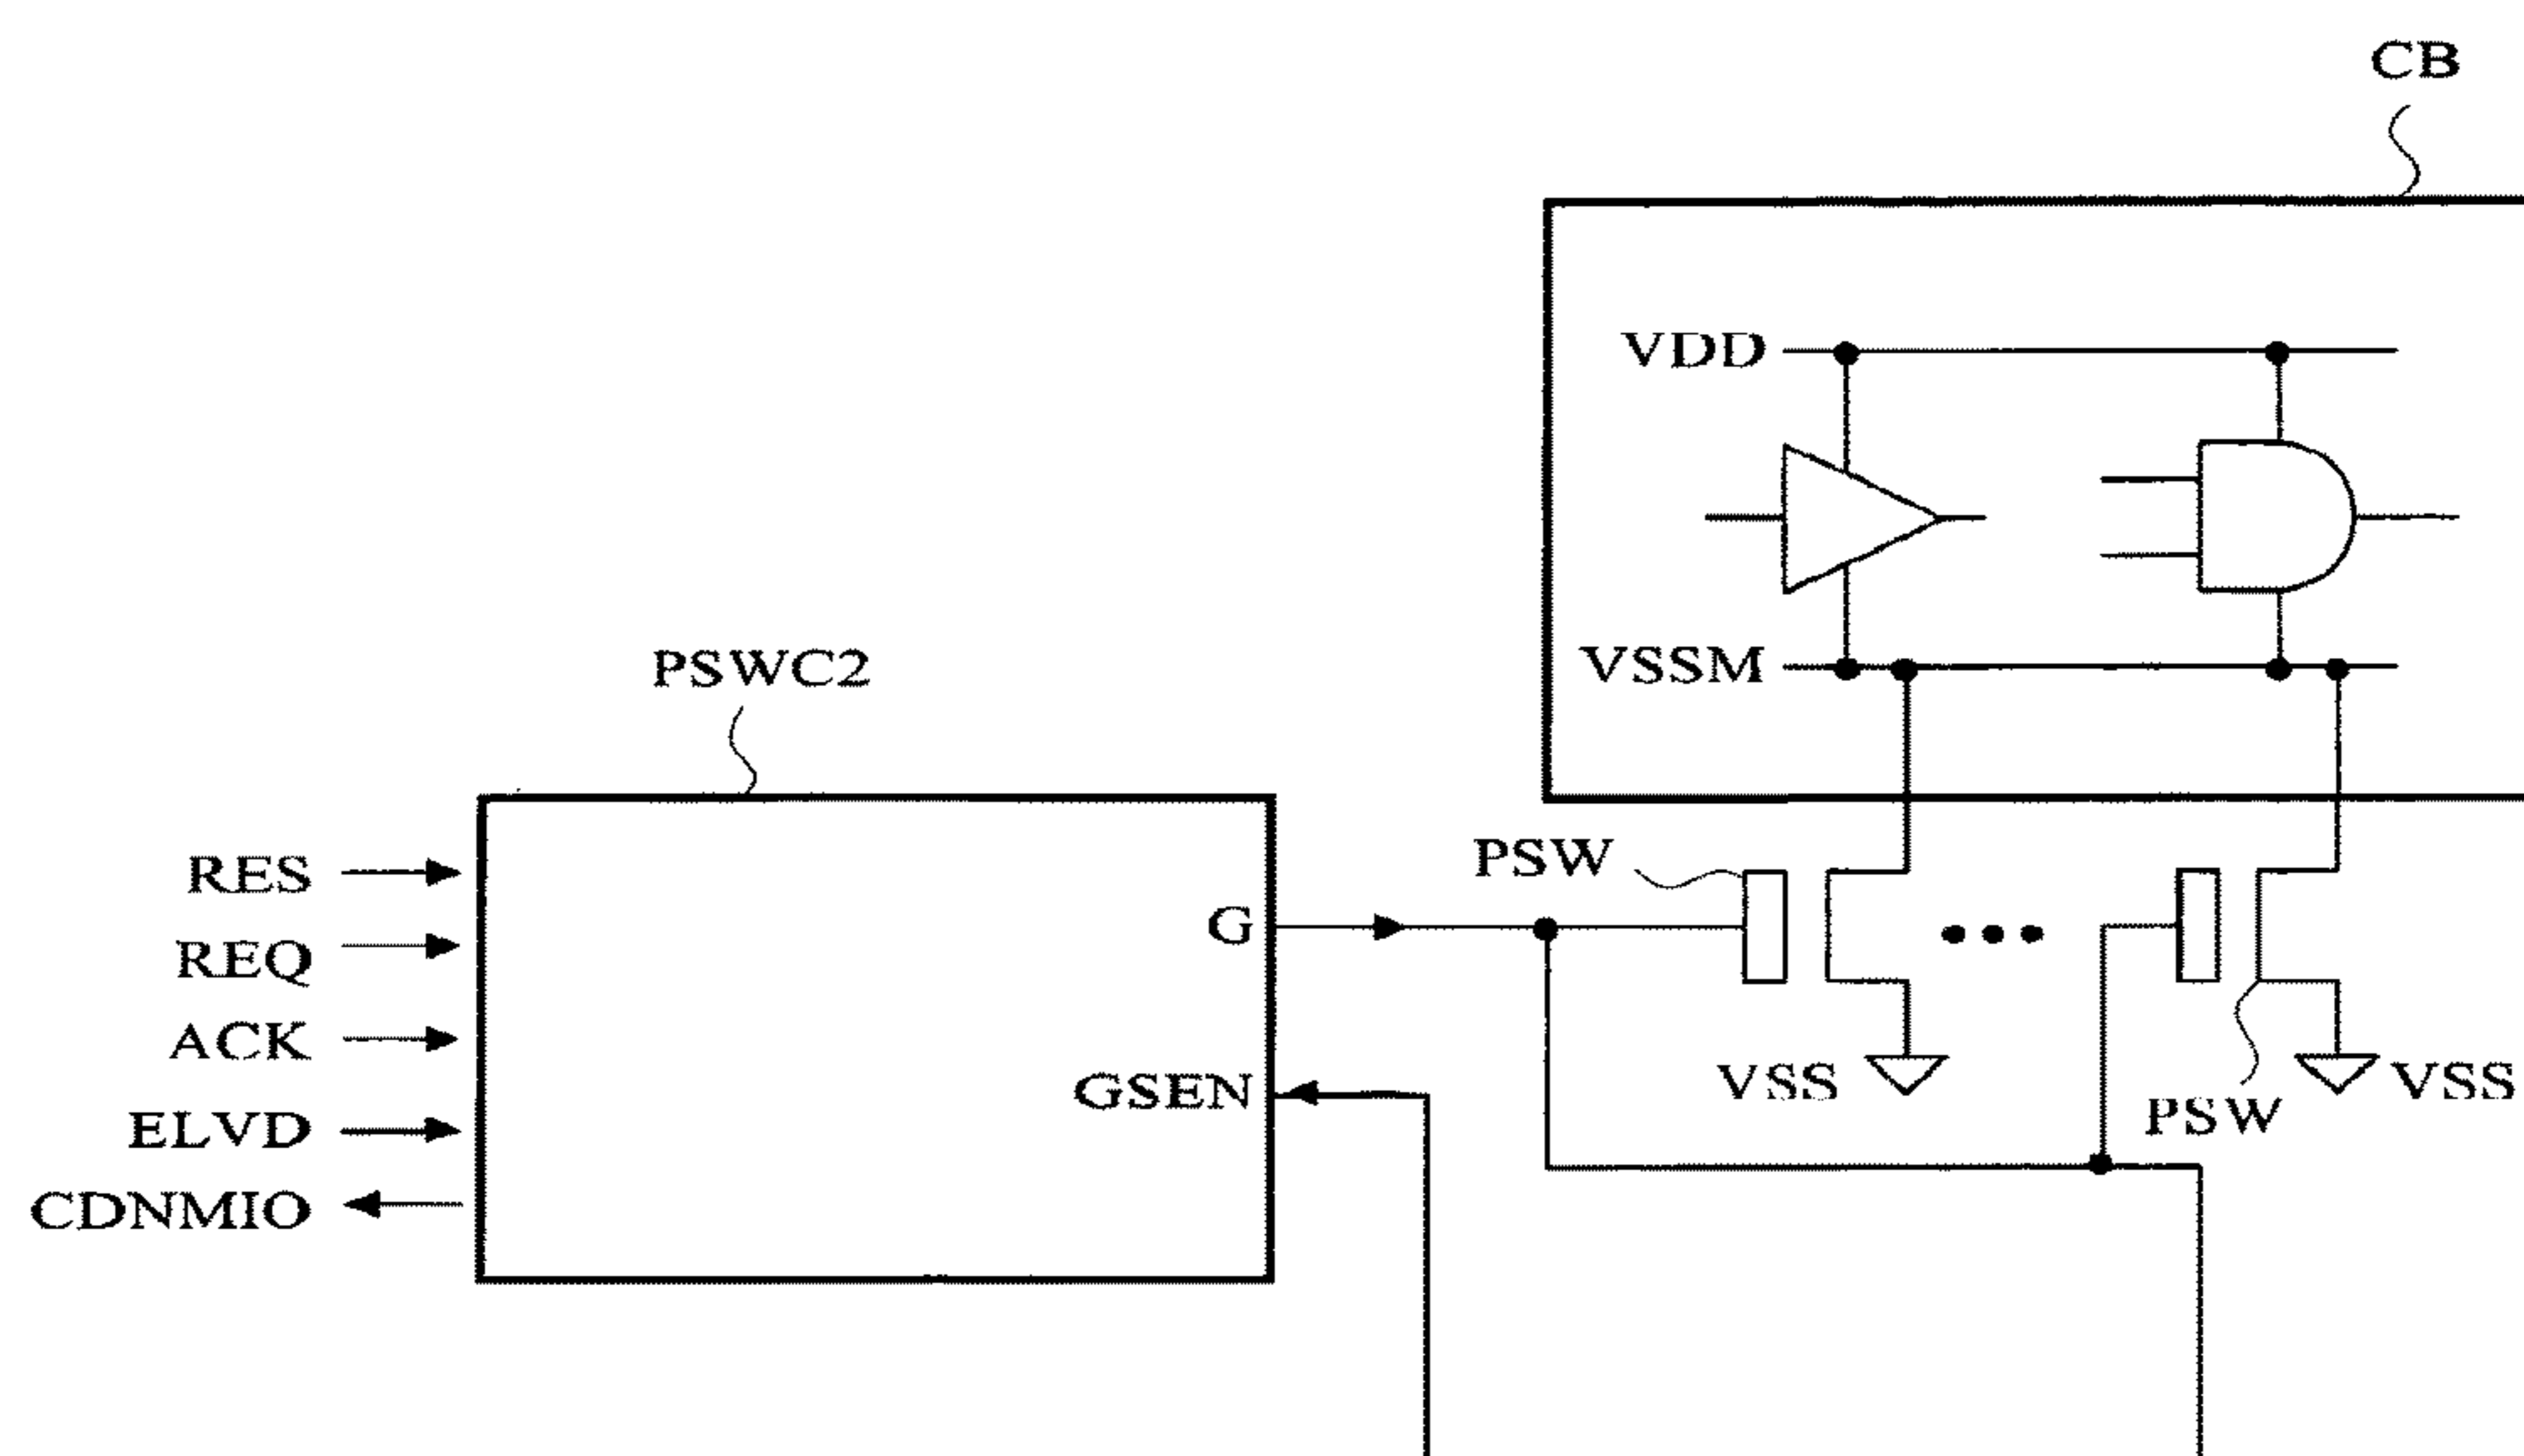 CB
VDD
VSSM
PSWC2
RES
REQ
ACK
ELVD
CDNMIO
G
GSEN
PSW
VSS
PSW
VSS